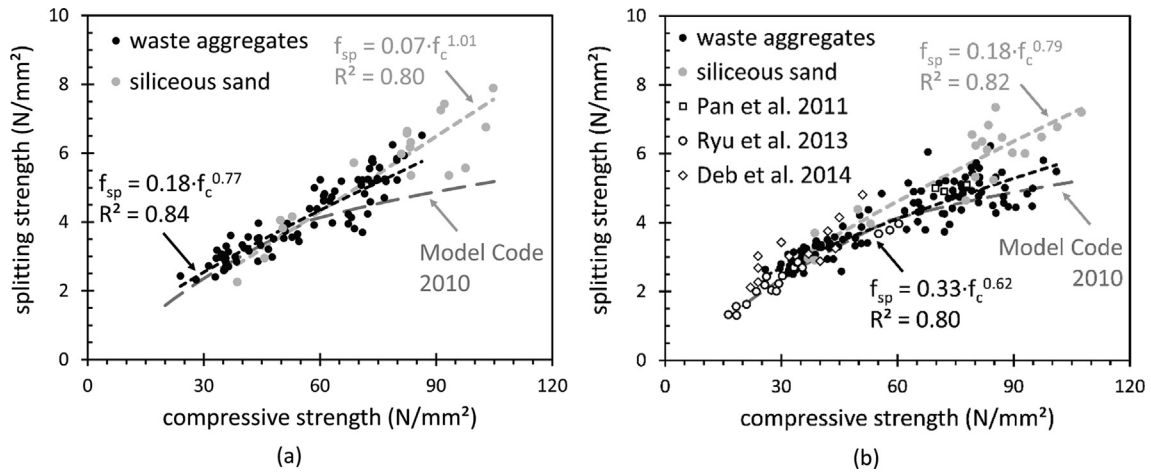 10
8
6
4
2
0
splitting strength (N/mm²)
waste aggregates
siliceous sand
f_sp = 0.07·f_c^1.01
R² = 0.80
f_sp = 0.18·f_c^0.77
R² = 0.84
Model Code
2010
0 30 60 90 120
compressive strength (N/mm²)
(a)
10
8
6
4
2
0
splitting strength (N/mm²)
waste aggregates
siliceous sand
Pan et al. 2011
Ryu et al. 2013
Deb et al. 2014
f_sp = 0.18·f_c^0.79
R² = 0.82
Model Code
2010
f_sp = 0.33·f_c^0.62
R² = 0.80
0 30 60 90 120
compressive strength (N/mm²)
(b)